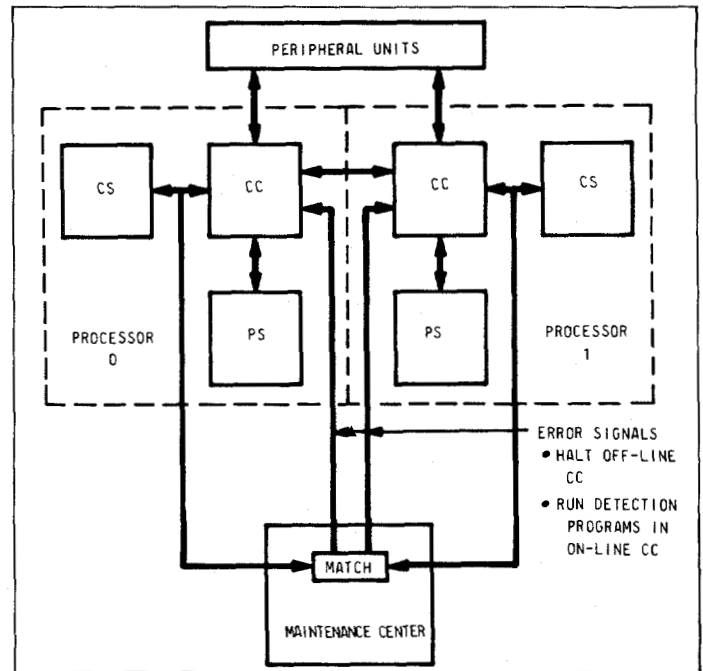 PERIPHERAL UNITS
CS
CC
CC
CS
PS
PS
PROCESSOR
0
PROCESSOR
1
ERROR SIGNALS
• HALT OFF-LINE
CC
• RUN DETECTION
PROGRAMS IN
ON-LINE CC
MATCH
MAINTENANCE CENTER